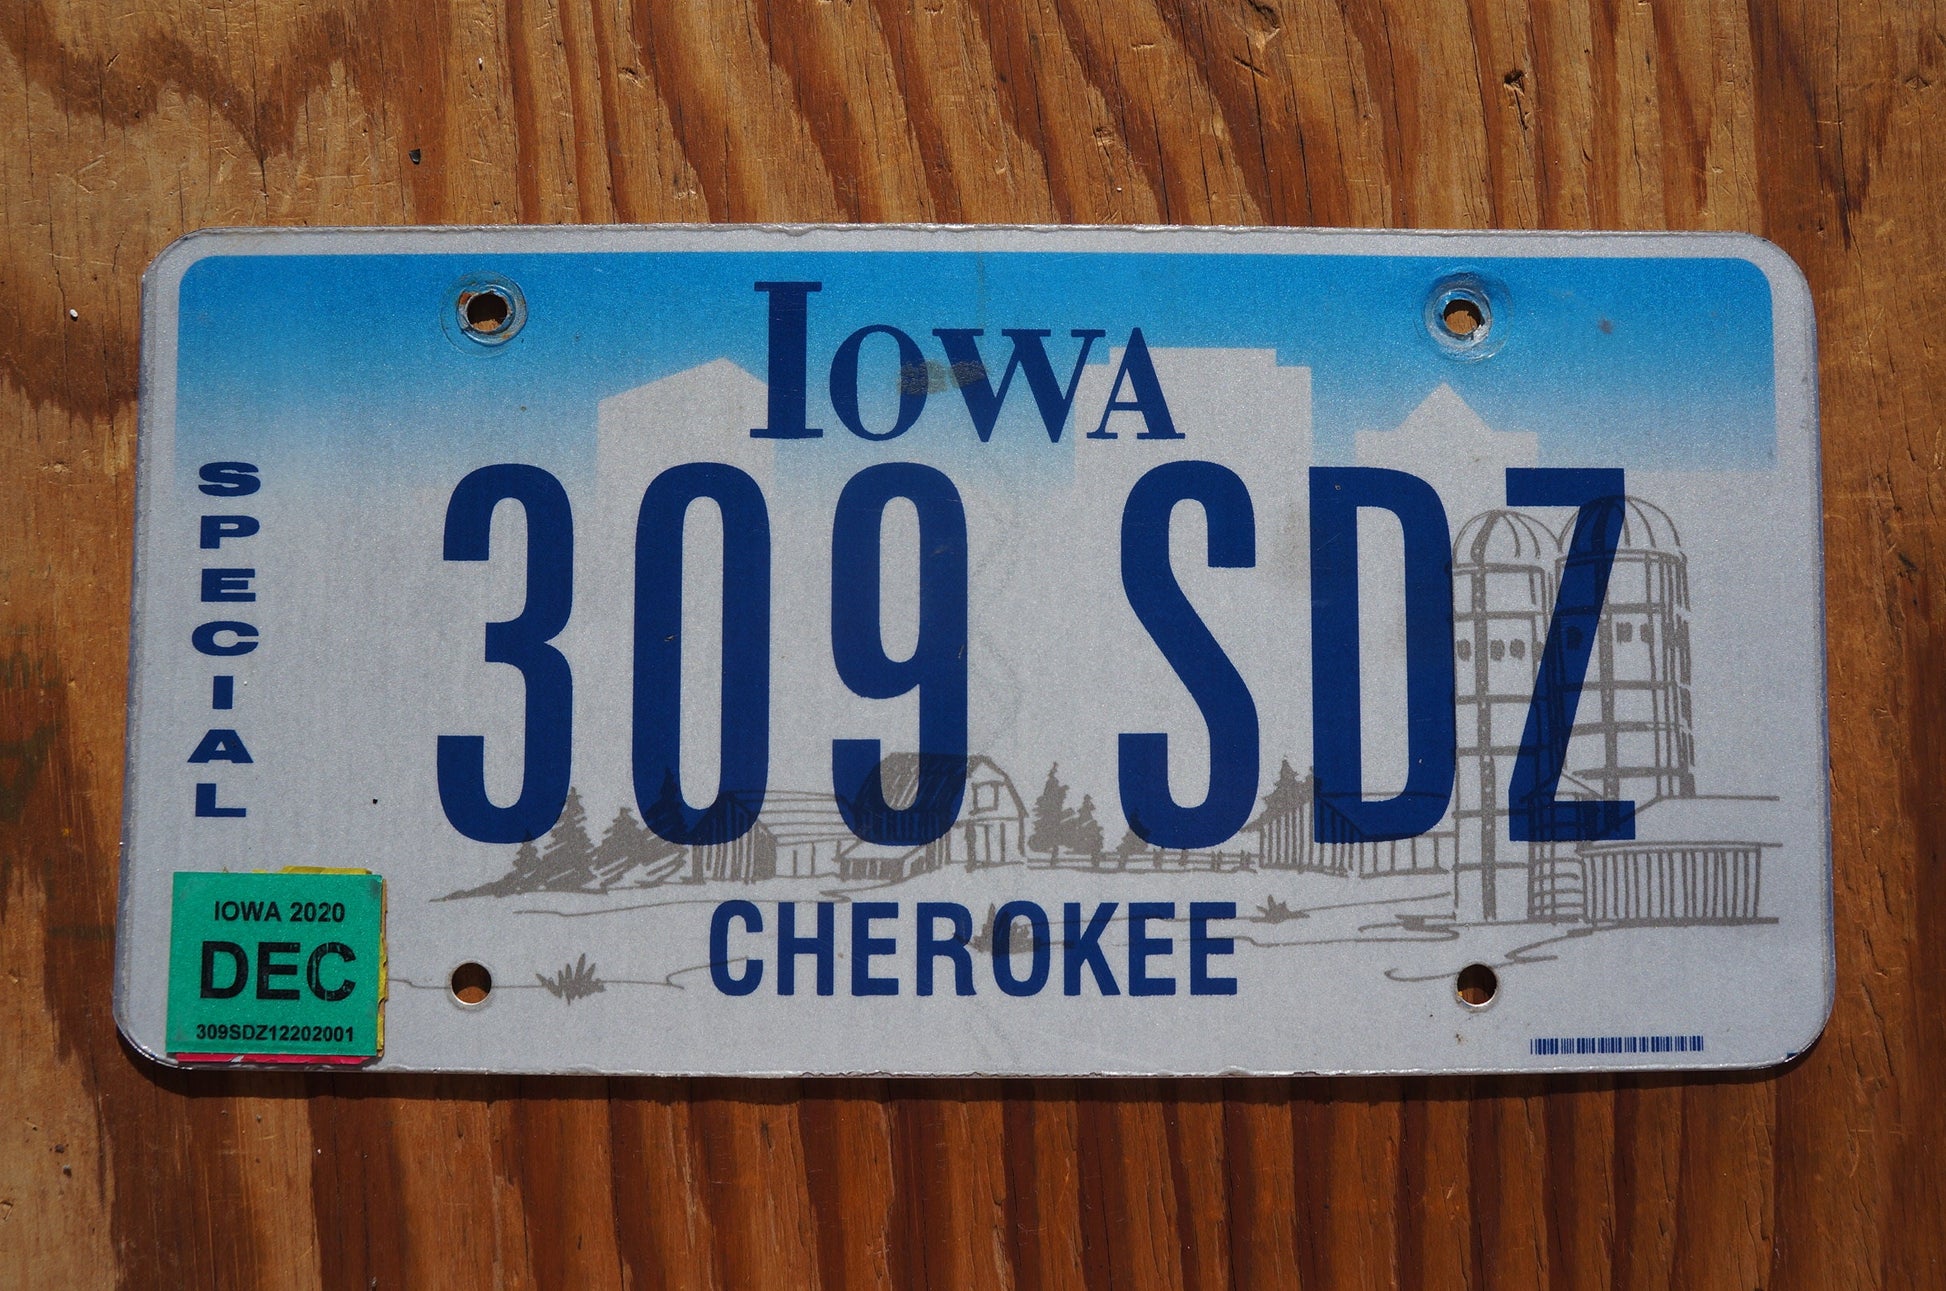 IOWA
SPECIAL
309 SDZ
CHEROKEE
IOWA 2020
DEC
309SDZ12202001